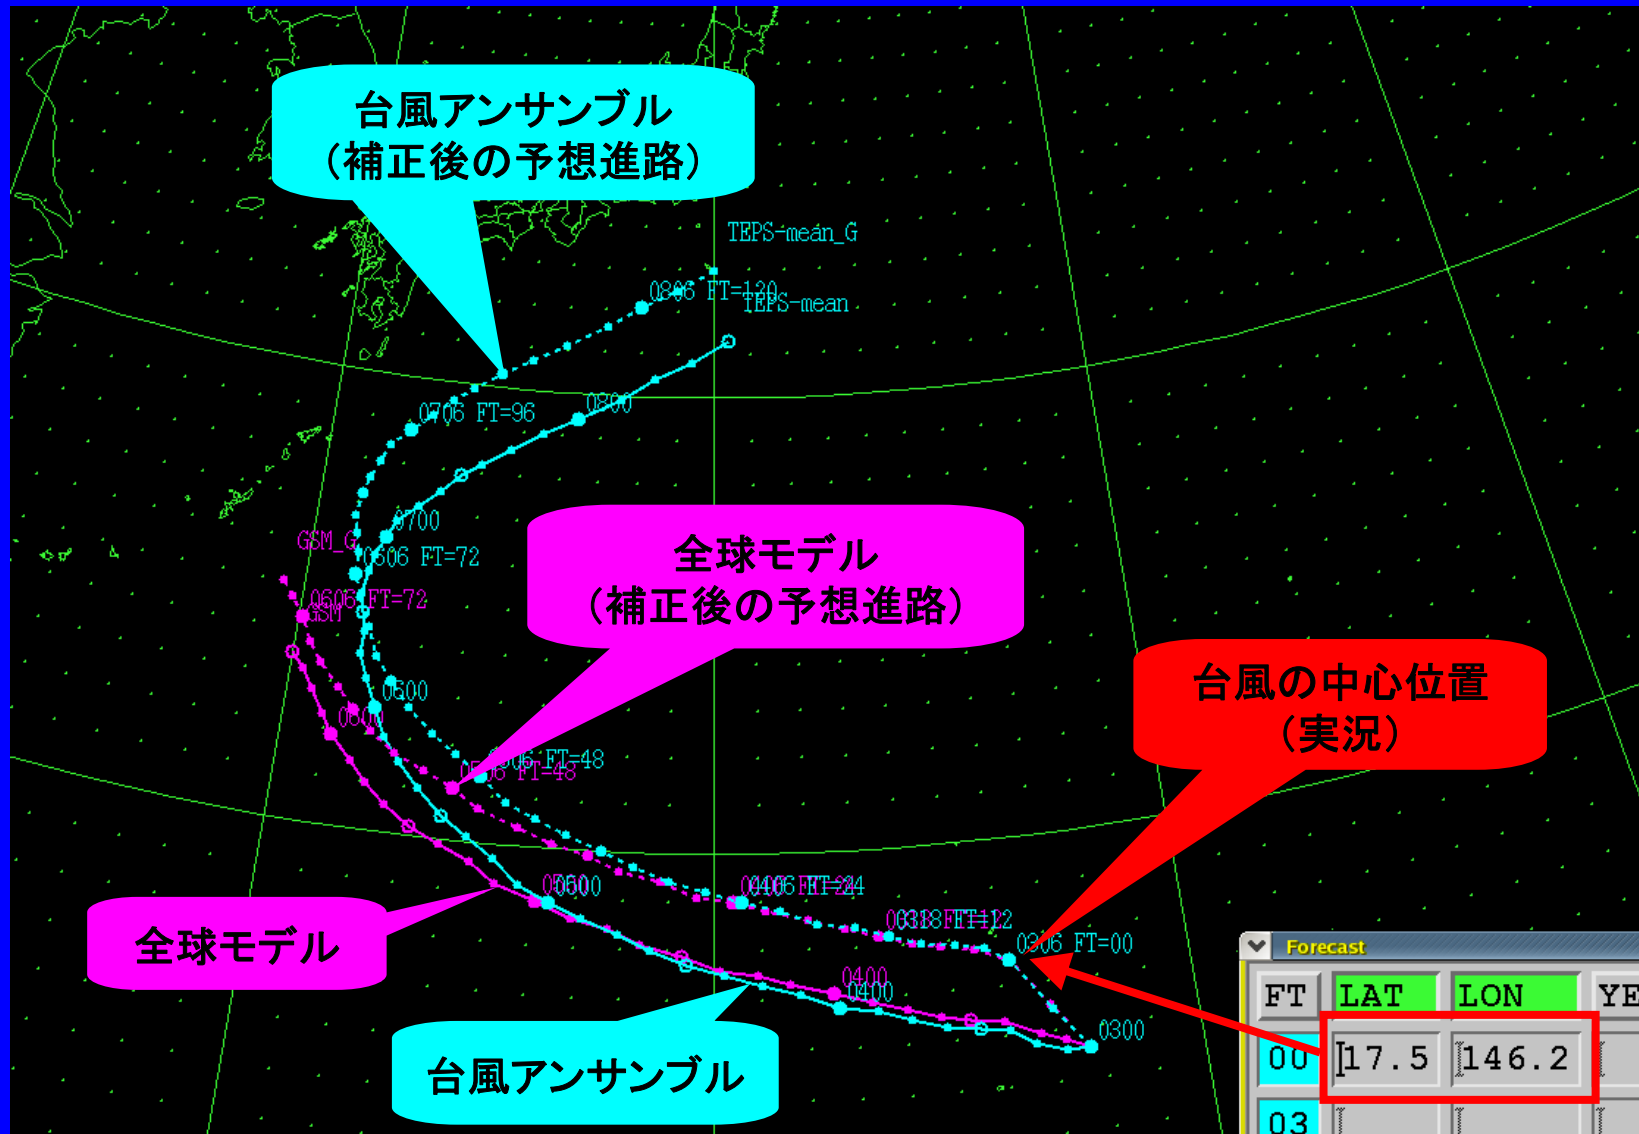 台風アンサンブル
（補正後の予想進路）
TEPS-mean_G
0806 FT=120
TEPS-mean
0706 FT=96
0800
0700
GSM_G
0606 FT=72
0606 FT=72
GSM
0600
0600
全球モデル
（補正後の予想進路）
台風の中心位置
（実況）
0506 FT=48
0506 FT=48
0500
0406 FT=24
0318 FT=12
0306 FT=00
全球モデル
0400
0400
0300
台風アンサンブル
Forecast
FT LAT LON YE
00 17.5 146.2
03